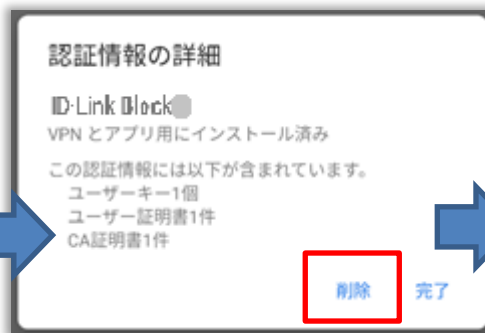 認証情報の詳細
ID-Link Block
VPN とアプリ用にインストール済み
この認証情報には以下が含まれています。
ユーザーキー1個
ユーザー証明書1件
CA証明書1件
削除 完了